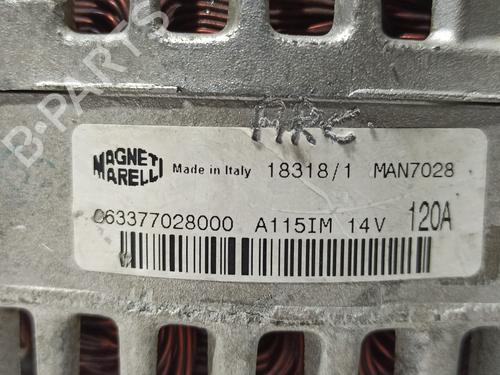 ARC
MAGNETI MARELLI Made in Italy 18318/1 MAN7028
063377028000 A115IM 14V 120A
B-PARTS